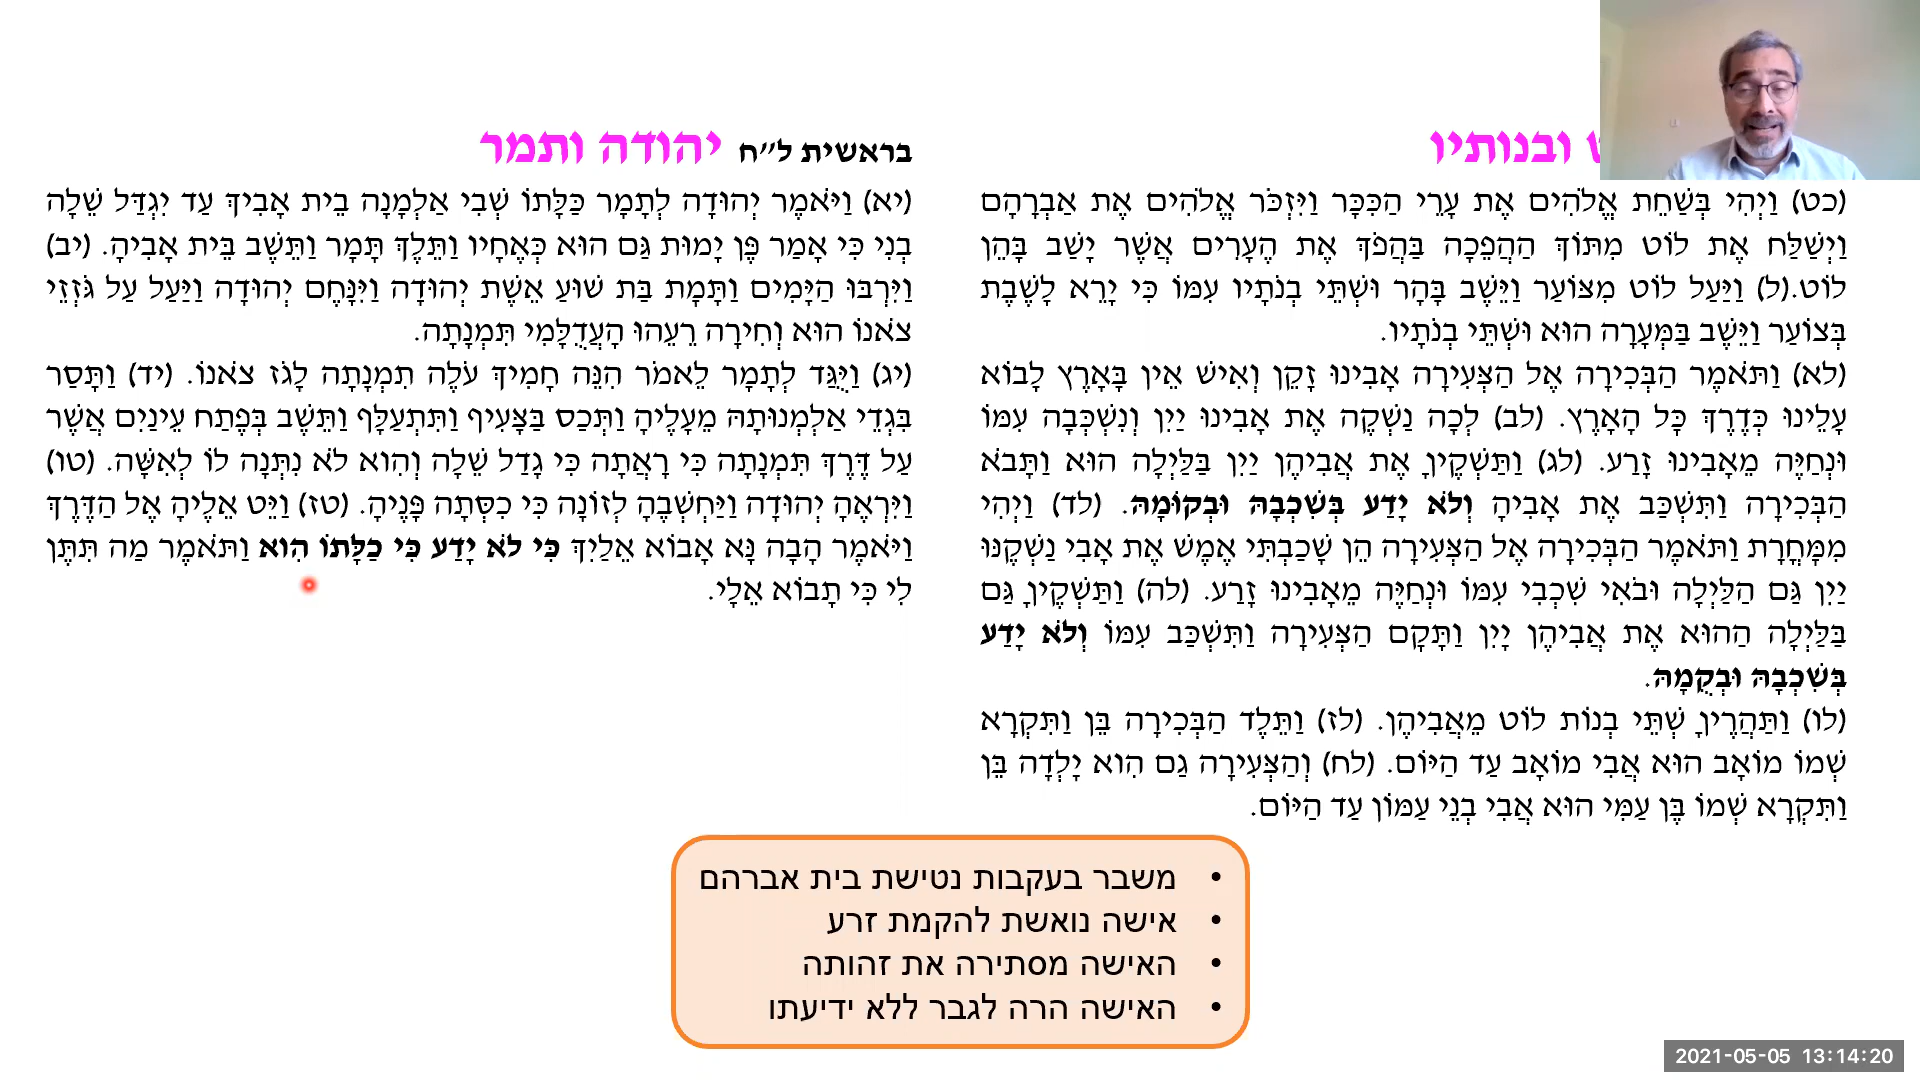 ובנותיו
(כט) וַיְהִי בְּשַׁחֵת אֱלֹהִים אֶת עָרֵי הַכִּכָּר וַיִּזְכֹּר אֱלֹהִים אֶת אַבְרָהָם
וַיְשַׁלַּח אֶת לוֹט מִתּוֹךְ הַהֲפֵכָה בַּהֲפֹךְ אֶת הֶעָרִים אֲשֶׁר יָשַׁב בָּהֵן
לוֹט.(ל) וַיַּעַל לוֹט מִצּוֹעַר וַיֵּשֶׁב בָּהָר וּשְׁתֵּי בְנֹתָיו עִמּוֹ כִּי יָרֵא לָשֶׁבֶת
בְּצוֹעַר וַיֵּשֶׁב בַּמְּעָרָה הוּא וּשְׁתֵּי בְנֹתָיו.
(לא) וַתֹּאמֶר הַבְּכִירָה אֶל הַצְּעִירָה אָבִינוּ זָקֵן וְאִישׁ אֵין בָּאָרֶץ לָבוֹא
עָלֵינוּ כְּדֶרֶךְ כָּל הָאָרֶץ. (לב) לְכָה נַשְׁקֶה אֶת אָבִינוּ יַיִן וְנִשְׁכְּבָה עִמּוֹ
וּנְחַיֶּה מֵאָבִינוּ זָרַע. (לג) וַתַּשְׁקֶיןָ אֶת אֲבִיהֶן יַיִן בַּלַּיְלָה הוּא וַתָּבֹא
הַבְּכִירָה וַתִּשְׁכַּב אֶת אָבִיהָ וְלֹא יָדַע בְּשִׁכְבָהּ וּבְקוּמָהּ. (לד) וַיְהִי
מִמָּחֳרָת וַתֹּאמֶר הַבְּכִירָה אֶל הַצְּעִירָה הֵן שָׁכַבְתִּי אֶמֶשׁ אֶת אָבִי נַשְׁקֶנּוּ
יַיִן גַּם הַלַּיְלָה וּבֹאִי שִׁכְבִי עִמּוֹ וּנְחַיֶּה מֵאָבִינוּ זָרַע. (לה) וַתַּשְׁקֶיןָ גַּם
בַּלַּיְלָה הַהוּא אֶת אֲבִיהֶן יָיִן וַתָּקָם הַצְּעִירָה וַתִּשְׁכַּב עִמּוֹ וְלֹא יָדַע
בְּשִׁכְבָהּ וּבְקֻמָהּ.
(לו) וַתַּהֲרֶיןָ שְׁתֵּי בְנוֹת לוֹט מֵאֲבִיהֶן. (לז) וַתֵּלֶד הַבְּכִירָה בֵּן וַתִּקְרָא
שְׁמוֹ מוֹאָב הוּא אֲבִי מוֹאָב עַד הַיּוֹם. (לח) וְהַצְּעִירָה גַם הִוא יָלְדָה בֵּן
וַתִּקְרָא שְׁמוֹ בֶּן עַמִּי הוּא אֲבִי בְנֵי עַמּוֹן עַד הַיּוֹם.
בראשית ל״ח יהודה ותמר
(יא) וַיֹּאמֶר יְהוּדָה לְתָמָר כַּלָּתוֹ שְׁבִי אַלְמָנָה בֵית אָבִיךְ עַד יִגְדַּל שֵׁלָה
בְנִי כִּי אָמַר פֶּן יָמוּת גַּם הוּא כְּאֶחָיו וַתֵּלֶךְ תָּמָר וַתֵּשֶׁב בֵּית אָבִיהָ. (יב)
וַיִּרְבּוּ הַיָּמִים וַתָּמָת בַּת שׁוּעַ אֵשֶׁת יְהוּדָה וַיִּנָּחֶם יְהוּדָה וַיַּעַל עַל גֹּזְזֵי
צֹאנוֹ הוּא וְחִירָה רֵעֵהוּ הָעֲדֻלָּמִי תִּמְנָתָה.
(יג) וַיֻּגַּד לְתָמָר לֵאמֹר הִנֵּה חָמִיךְ עֹלֶה תִמְנָתָה לָגֹז צֹאנוֹ. (יד) וַתָּסַר
בִּגְדֵי אַלְמְנוּתָהּ מֵעָלֶיהָ וַתְּכַס בַּצָּעִיף וַתִּתְעַלָּף וַתֵּשֶׁב בְּפֶתַח עֵינַיִם אֲשֶׁר
עַל דֶּרֶךְ תִּמְנָתָה כִּי רָאֲתָה כִּי גָדַל שֵׁלָה וְהִוא לֹא נִתְּנָה לוֹ לְאִשָּׁה. (טו)
וַיִּרְאֶהָ יְהוּדָה וַיַּחְשְׁבֶהָ לְזוֹנָה כִּי כִסְּתָה פָּנֶיהָ. (טז) וַיֵּט אֵלֶיהָ אֶל הַדֶּרֶךְ
וַיֹּאמֶר הָבָה נָּא אָבוֹא אֵלַיִךְ כִּי לֹא יָדַע כִּי כַלָּתוֹ הִוא וַתֹּאמֶר מַה תִּתֶּן
לִי כִּי תָבוֹא אֵלָי.
• משבר בעקבות נטישת בית אברהם
• אישה נואשת להקמת זרע
• האישה מסתירה את זהותה
• האישה הרה לגבר ללא ידיעתו
2021-05-05 13:14:20